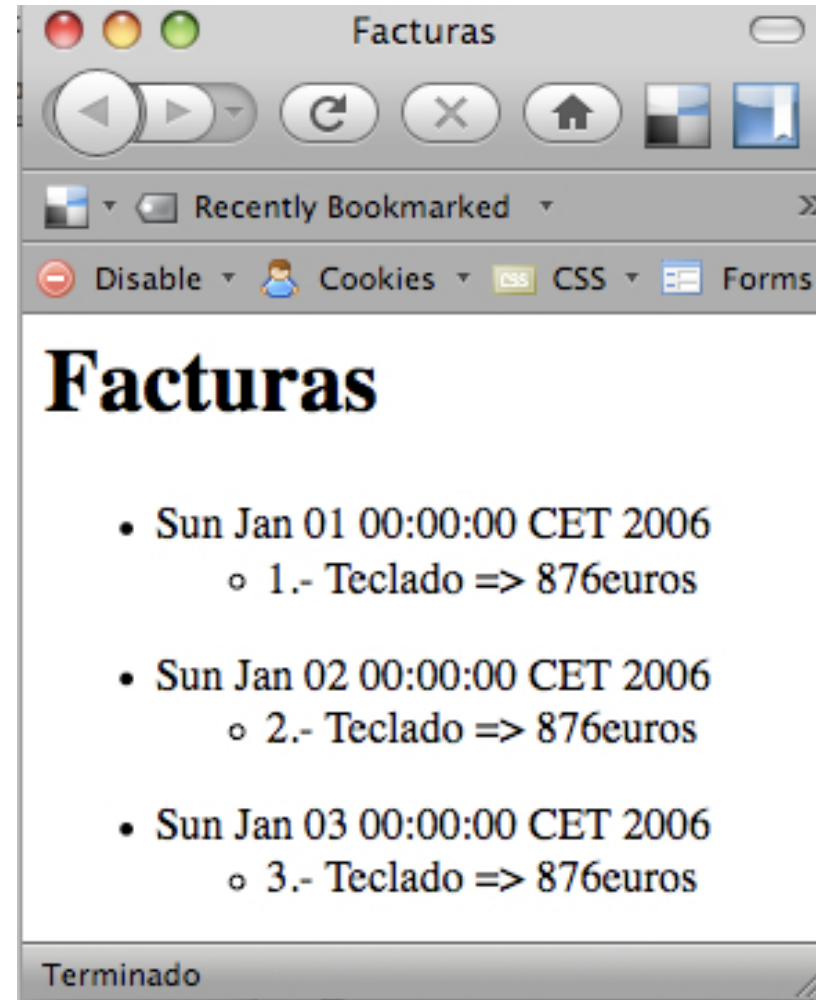 Facturas
Recently Bookmarked
Disable Cookies CSS Forms
Facturas
• Sun Jan 01 00:00:00 CET 2006
1.- Teclado => 876euros
• Sun Jan 02 00:00:00 CET 2006
2.- Teclado => 876euros
• Sun Jan 03 00:00:00 CET 2006
3.- Teclado => 876euros
Terminado